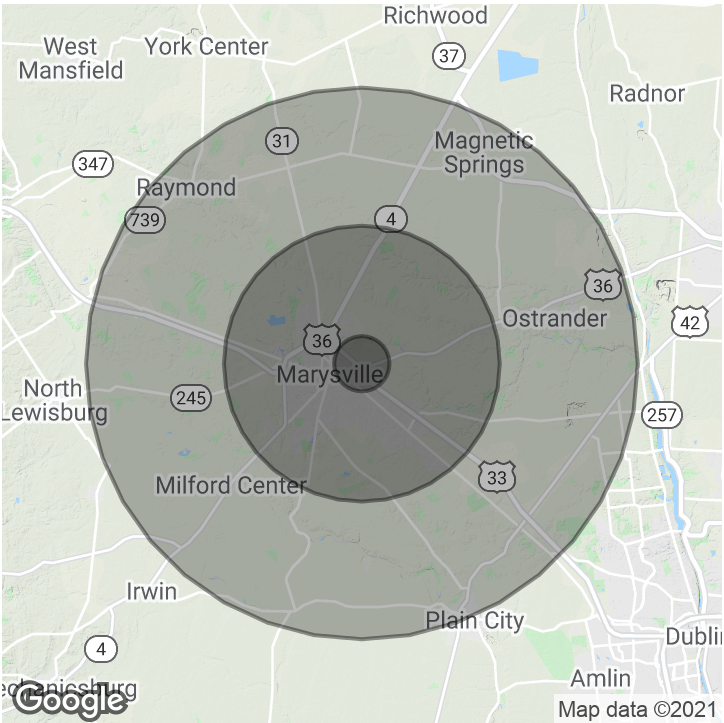 Richwood
West
Mansfield
York Center
37
Radnor
31
Magnetic
Springs
347
Raymond
739
4
36
Ostrander
42
36
Marysville
North
Lewisburg
245
257
Milford Center
33
Irwin
Plain City
4
Dublin
echanicsburg
Amlin
Google
Map data ©2021